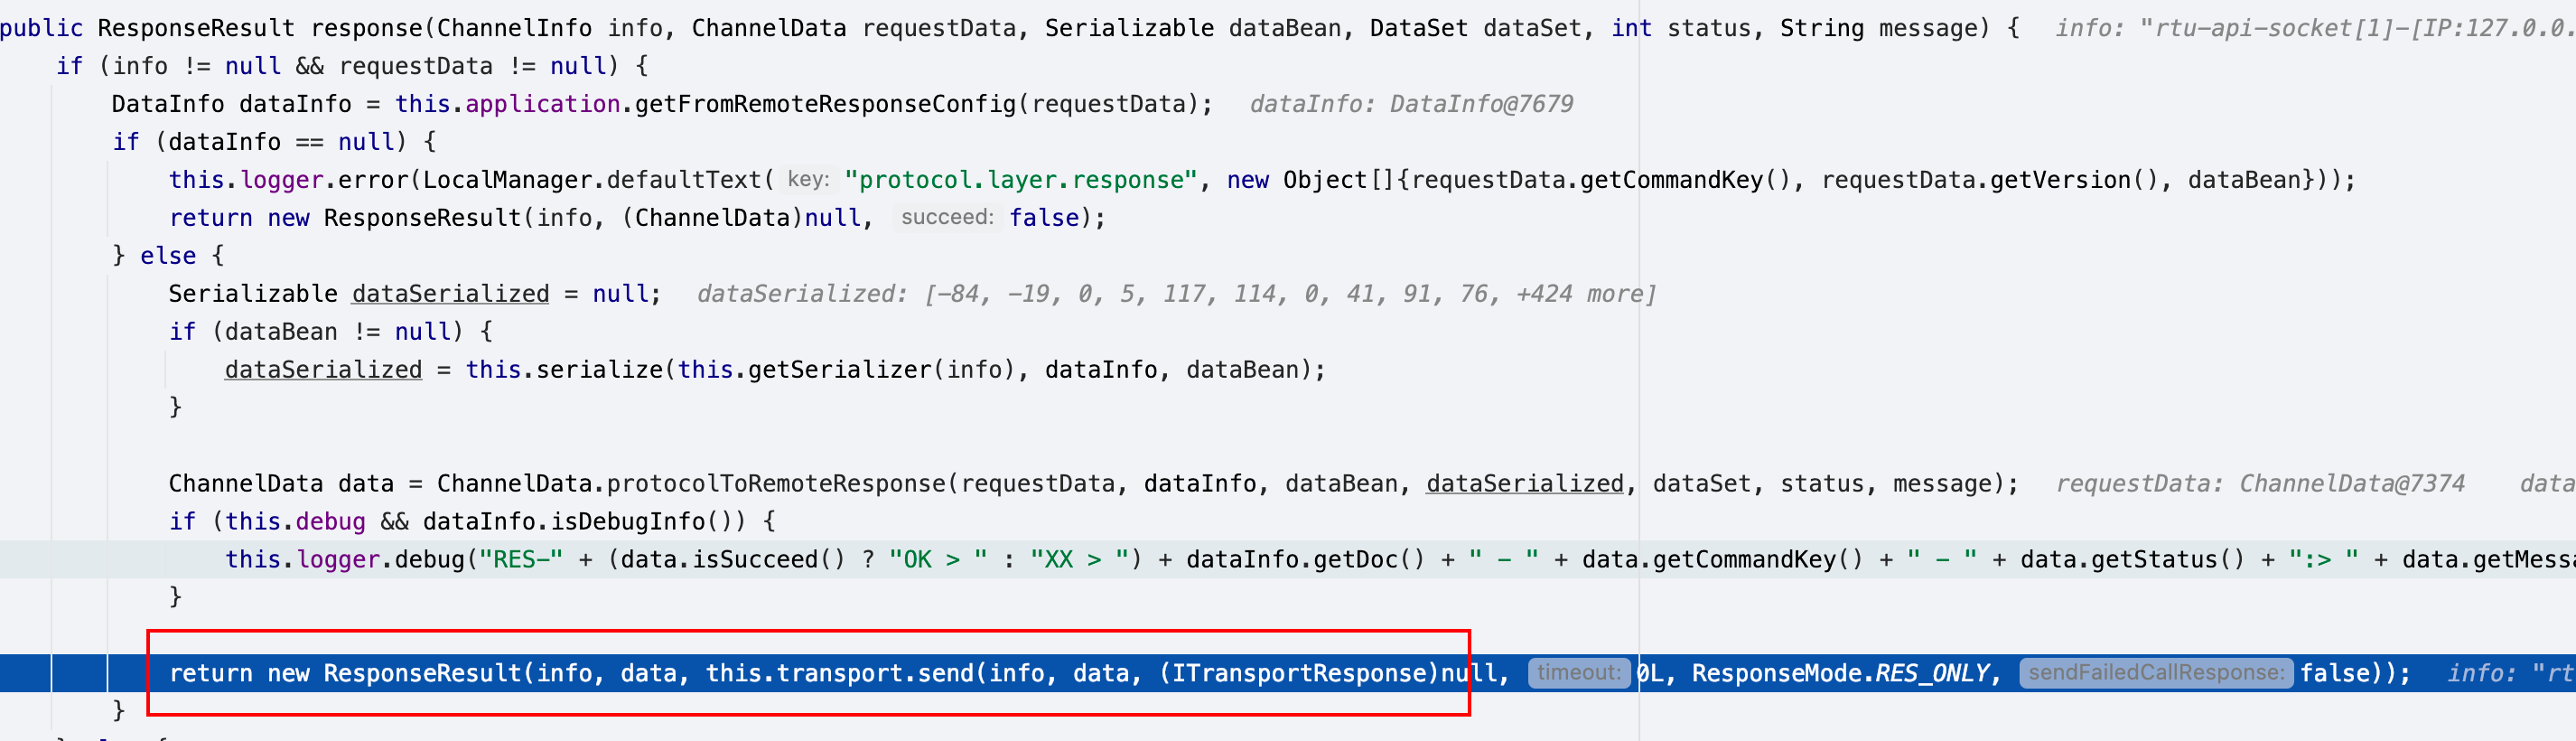 public ResponseResult response(ChannelInfo info, ChannelData requestData, Serializable dataBean, DataSet dataSet, int status, String message) {   info: "rtu-api-socket[1]-[IP:127.0.0.
    if (info != null && requestData != null) {
        DataInfo dataInfo = this.application.getFromRemoteResponseConfig(requestData);   dataInfo: DataInfo@7679
        if (dataInfo == null) {
            this.logger.error(LocalManager.defaultText( key: "protocol.layer.response", new Object[]{requestData.getCommandKey(), requestData.getVersion(), dataBean}));
            return new ResponseResult(info, (ChannelData)null,  succeed: false);
        } else {
            Serializable dataSerialized = null;   dataSerialized: [-84, -19, 0, 5, 117, 114, 0, 41, 91, 76, +424 more]
            if (dataBean != null) {
                dataSerialized = this.serialize(this.getSerializer(info), dataInfo, dataBean);
            }
            ChannelData data = ChannelData.protocolToRemoteResponse(requestData, dataInfo, dataBean, dataSerialized, dataSet, status, message);   requestData: ChannelData@7374    data
            if (this.debug && dataInfo.isDebugInfo()) {
                this.logger.debug("RES-" + (data.isSucceed() ? "OK > " : "XX > ") + dataInfo.getDoc() + " - " + data.getCommandKey() + " - " + data.getStatus() + ":> " + data.getMess
            }
            return new ResponseResult(info, data, this.transport.send(info, data, (ITransportResponse)null,  timeout: 0L, ResponseMode.RES_ONLY,  sendFailedCallResponse: false));   info: "rt
        }